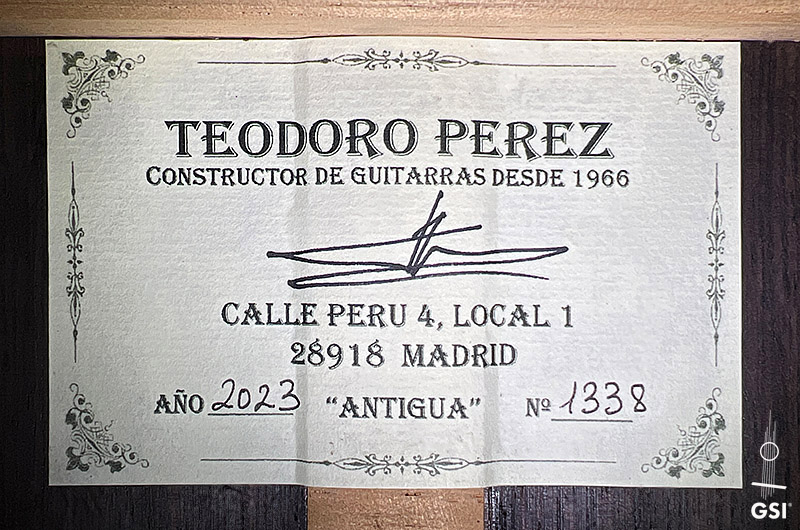 TEODORO PEREZ
CONSTRUCTOR DE GUITARRAS DESDE 1966
CALLE PERU 4, LOCAL 1
28918 MADRID
AÑO 2023 "ANTIGUA" Nº 1338
GSI®